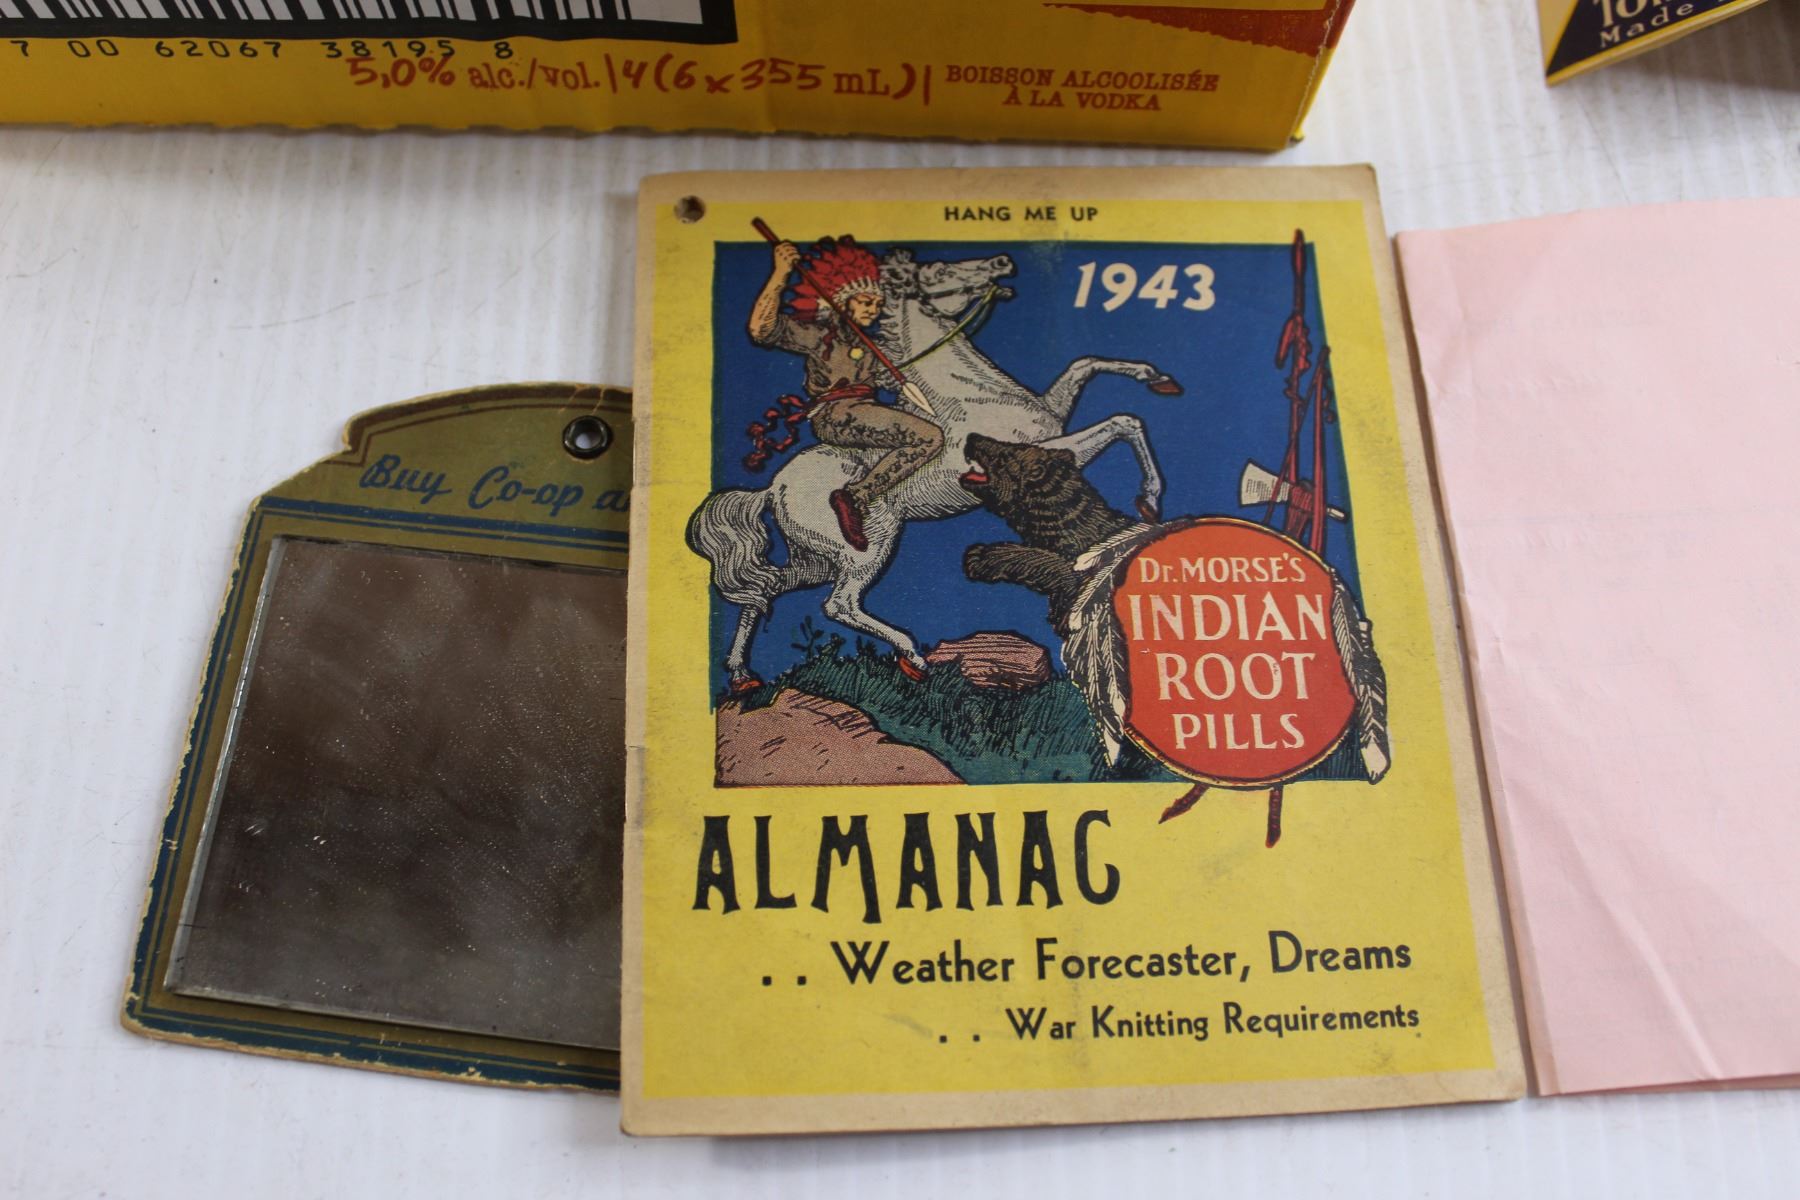 7 00 62067 38195 8
5,0% alc./vol. | 4 (6 x 355 mL) | BOISSON ALCOOLISÉE
À LA VODKA
Made
HANG ME UP
1943
Buy Co-op
Dr. MORSE'S
INDIAN
ROOT
PILLS
ALMANAC
. . Weather Forecaster, Dreams
. . War Knitting Requirements